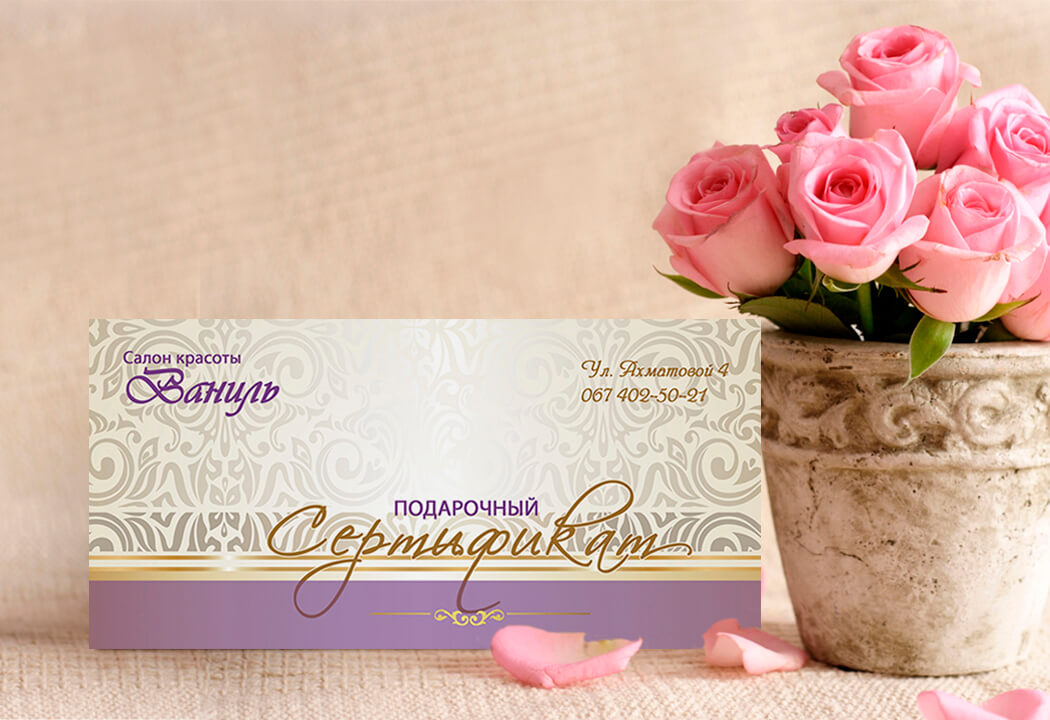 Салон красоты
Ваниль
Ул. Ахматовой 4
067 402-50-21
ПОДАРОЧНЫЙ
Сертификат